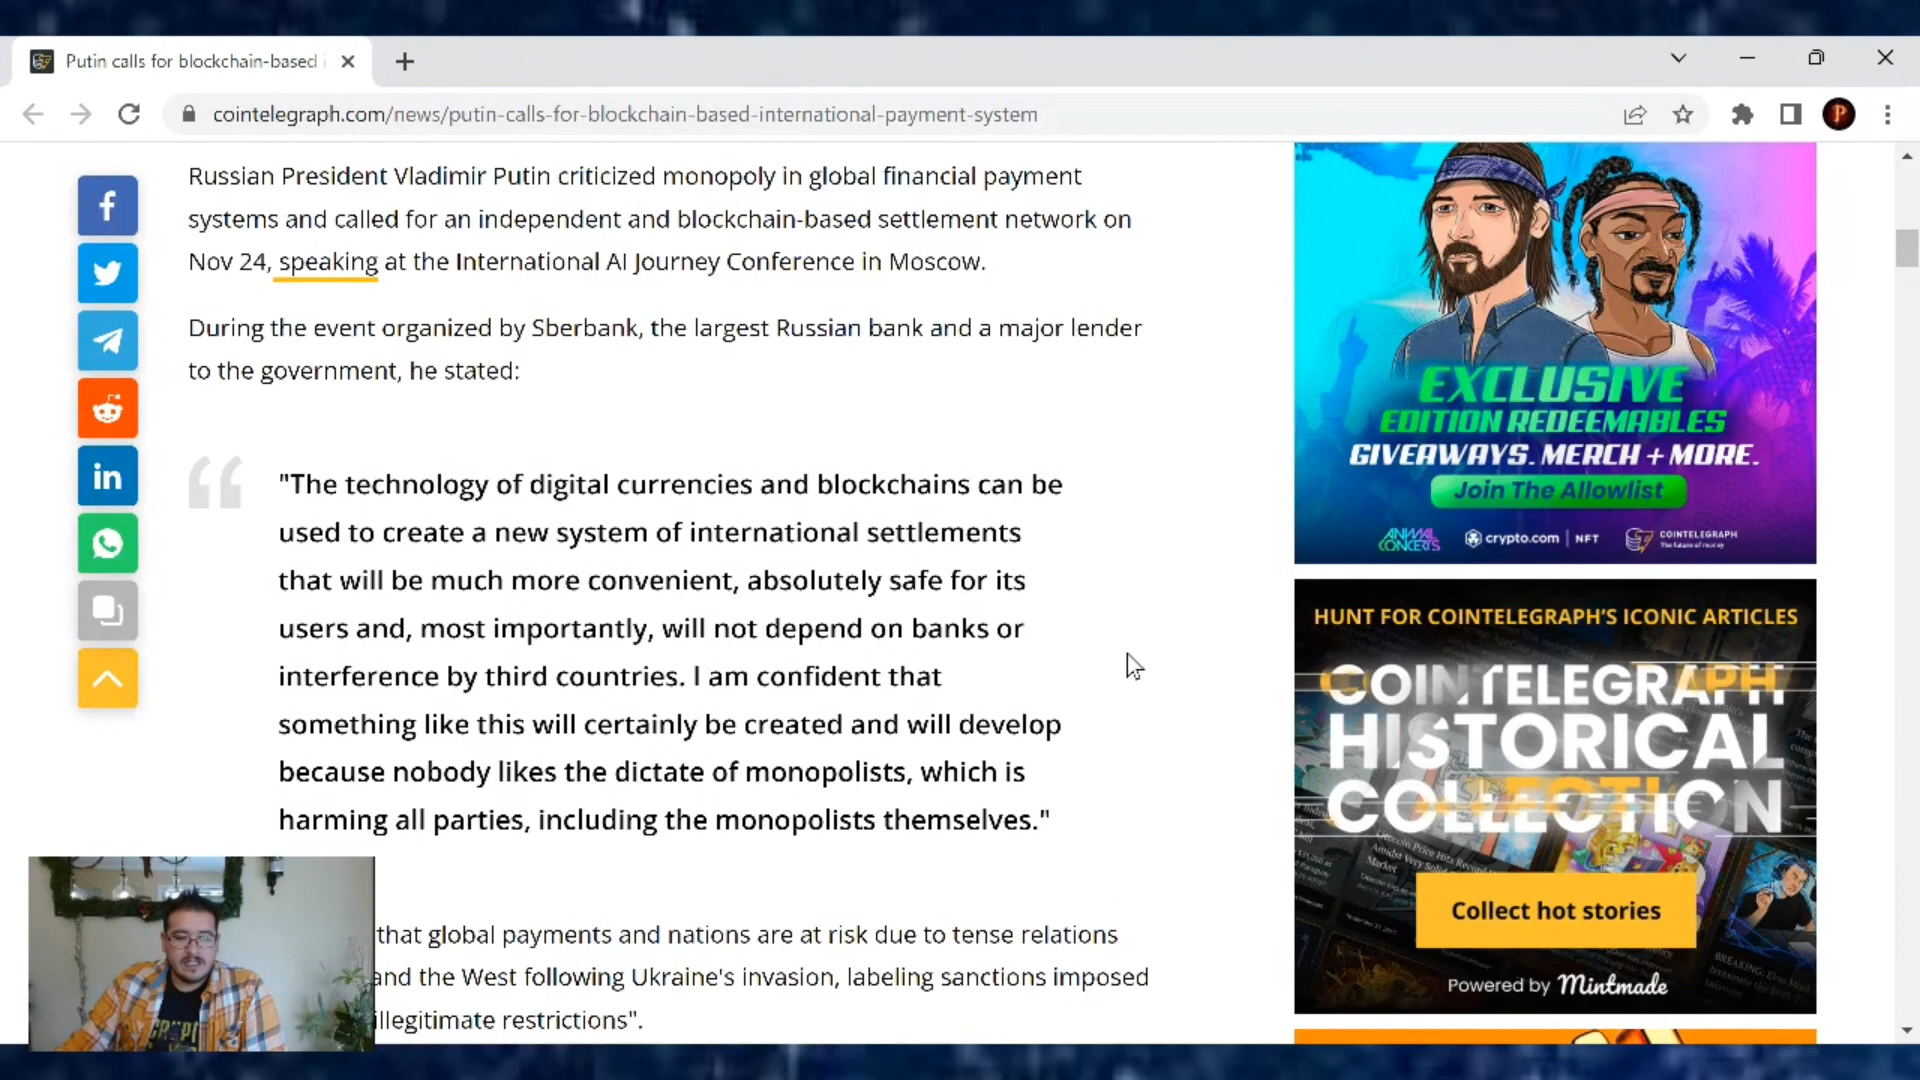 Putin calls for blockchain-based i
cointelegraph.com/news/putin-calls-for-blockchain-based-international-payment-system
P
Russian President Vladimir Putin criticized monopoly in global financial payment
systems and called for an independent and blockchain-based settlement network on
Nov 24, speaking at the International AI Journey Conference in Moscow.
During the event organized by Sberbank, the largest Russian bank and a major lender
to the government, he stated:
"The technology of digital currencies and blockchains can be
used to create a new system of international settlements
that will be much more convenient, absolutely safe for its
users and, most importantly, will not depend on banks or
interference by third countries. I am confident that
something like this will certainly be created and will develop
because nobody likes the dictate of monopolists, which is
harming all parties, including the monopolists themselves."
that global payments and nations are at risk due to tense relations
and the West following Ukraine's invasion, labeling sanctions imposed
illegitimate restrictions".
EXCLUSIVE
EDITION REDEEMABLES
GIVEAWAYS. MERCH + MORE.
Join The Allowlist
ANIMAL
CONCERTS
crypto.com | NFT
COINTELEGRAPH
The future of money
HUNT FOR COINTELEGRAPH'S ICONIC ARTICLES
COINTELEGRAPH
HISTORICAL
COLLECTION
Litecoin Price Hits Record
Amidst Very Solid
Market
Collect hot stories
BREAKING:
Powered by Mintmade